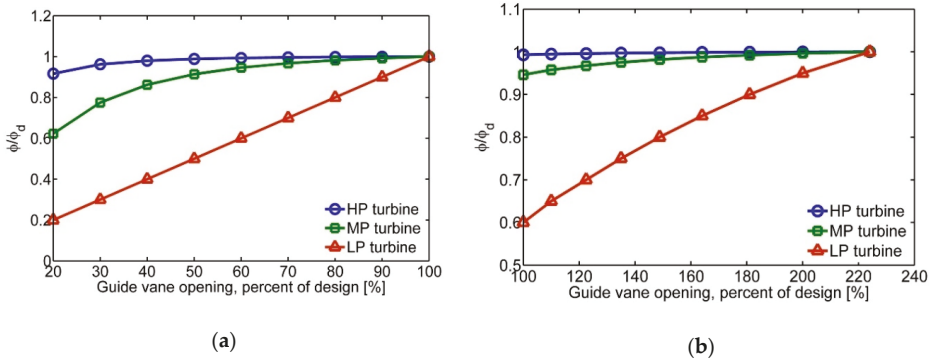 1.2
1
0.8
0.6
0.4
0.2
0
ϕ/ϕd
20 30 40 50 60 70 80 90 100
Guide vane opening, percent of design [%]
HP turbine
MP turbine
LP turbine
(a)
1.1
1
0.9
0.8
0.7
0.6
0.5
ϕ/ϕd
100 120 140 160 180 200 220 240
Guide vane opening, percent of design [%]
HP turbine
MP turbine
LP turbine
(b)